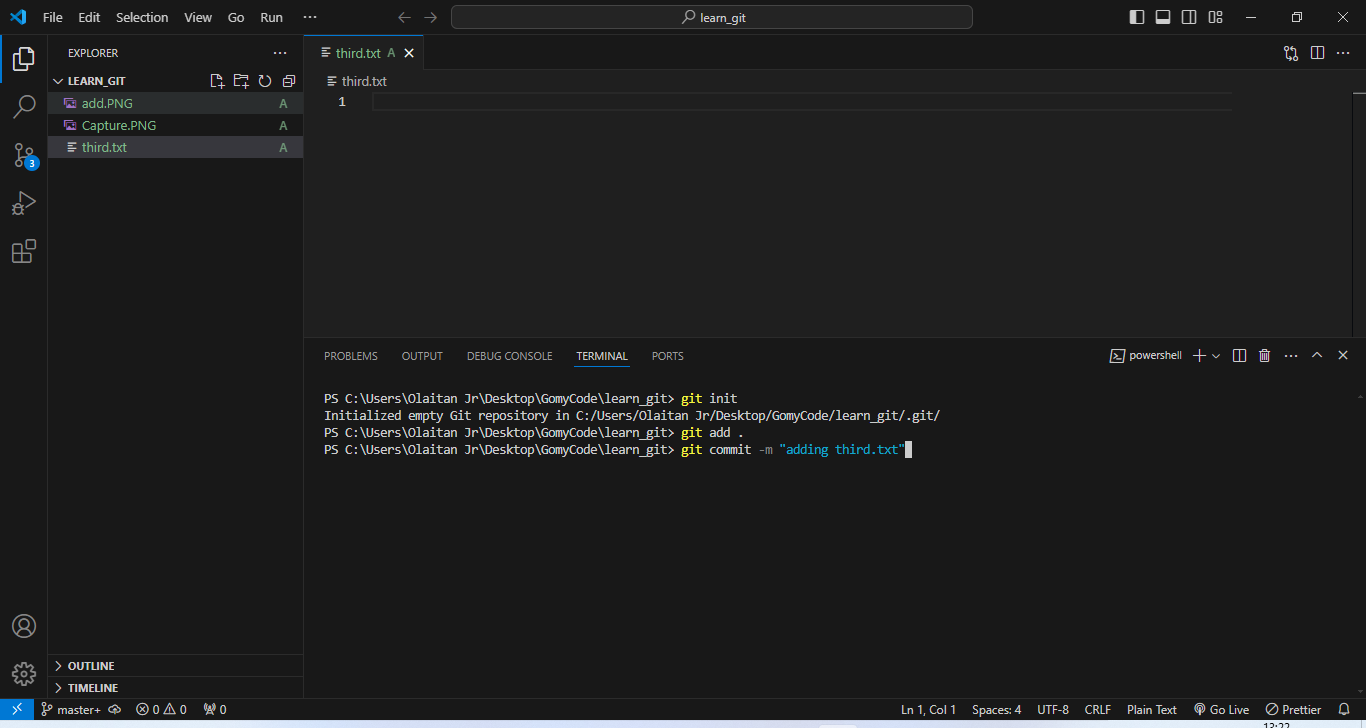 File Edit Selection View Go Run ···
learn_git
EXPLORER
LEARN_GIT
add.PNG A
Capture.PNG A
third.txt A
3
OUTLINE
TIMELINE
third.txt A
third.txt
1
PROBLEMS OUTPUT DEBUG CONSOLE TERMINAL PORTS
powershell
PS C:\Users\Olaitan Jr\Desktop\GomyCode\learn_git> git init
Initialized empty Git repository in C:/Users/Olaitan Jr/Desktop/GomyCode/learn_git/.git/
PS C:\Users\Olaitan Jr\Desktop\GomyCode\learn_git> git add .
PS C:\Users\Olaitan Jr\Desktop\GomyCode\learn_git> git commit -m "adding third.txt"
master+ 0 0 0 Ln 1, Col 1 Spaces: 4 UTF-8 CRLF Plain Text Go Live Prettier